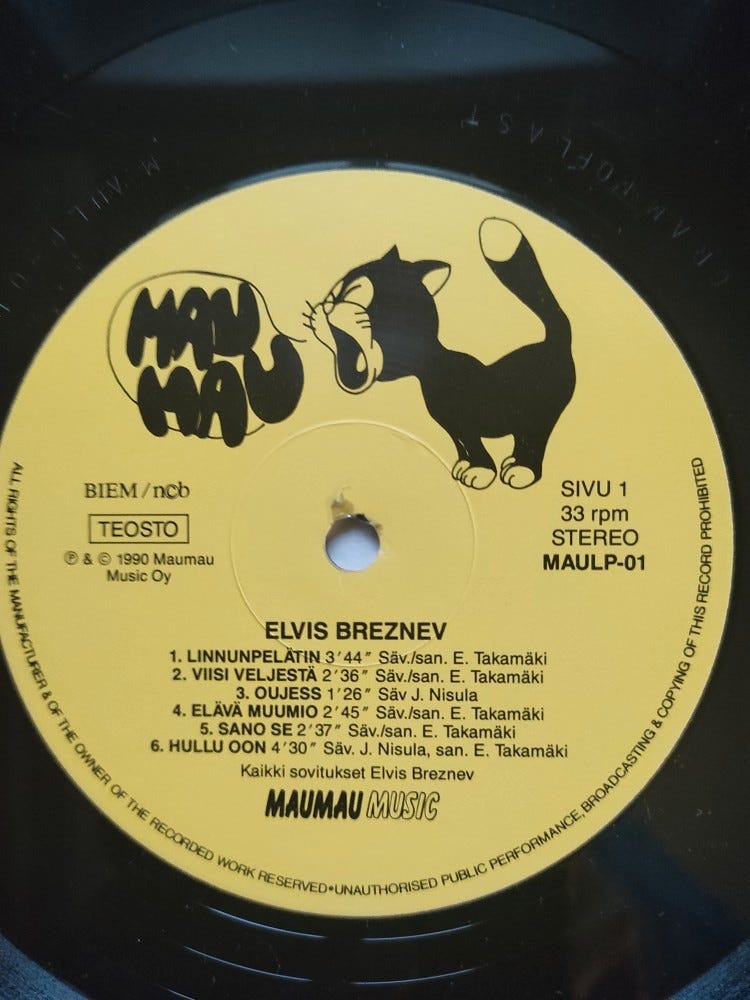 MAU
MAU
BIEM/ncb
TEOSTO
℗ & © 1990 Maumau
Music Oy
SIVU 1
33 rpm
STEREO
MAULP-01
ELVIS BREZNEV
1. LINNUNPELÄTIN 3'44" Säv./san. E. Takamäki
2. VIISI VELJESTÄ 2'36" Säv./san. E. Takamäki
3. OUJESS 1'26" Säv J. Nisula
4. ELÄVÄ MUUMIO 2'45" Säv./san. E. Takamäki
5. SANO SE 2'37" Säv./san. E. Takamäki
6. HULLU OON 4'30" Säv. J. Nisula, san. E. Takamäki
Kaikki sovitukset Elvis Breznev
MAUMAU MUSIC
ALL RIGHTS OF THE MANUFACTURER & OF THE OWNER OF THE RECORDED WORK RESERVED•UNAUTHORISED PUBLIC PERFORMANCE, BROADCASTING & COPYING OF THIS RECORD PROHIBITED